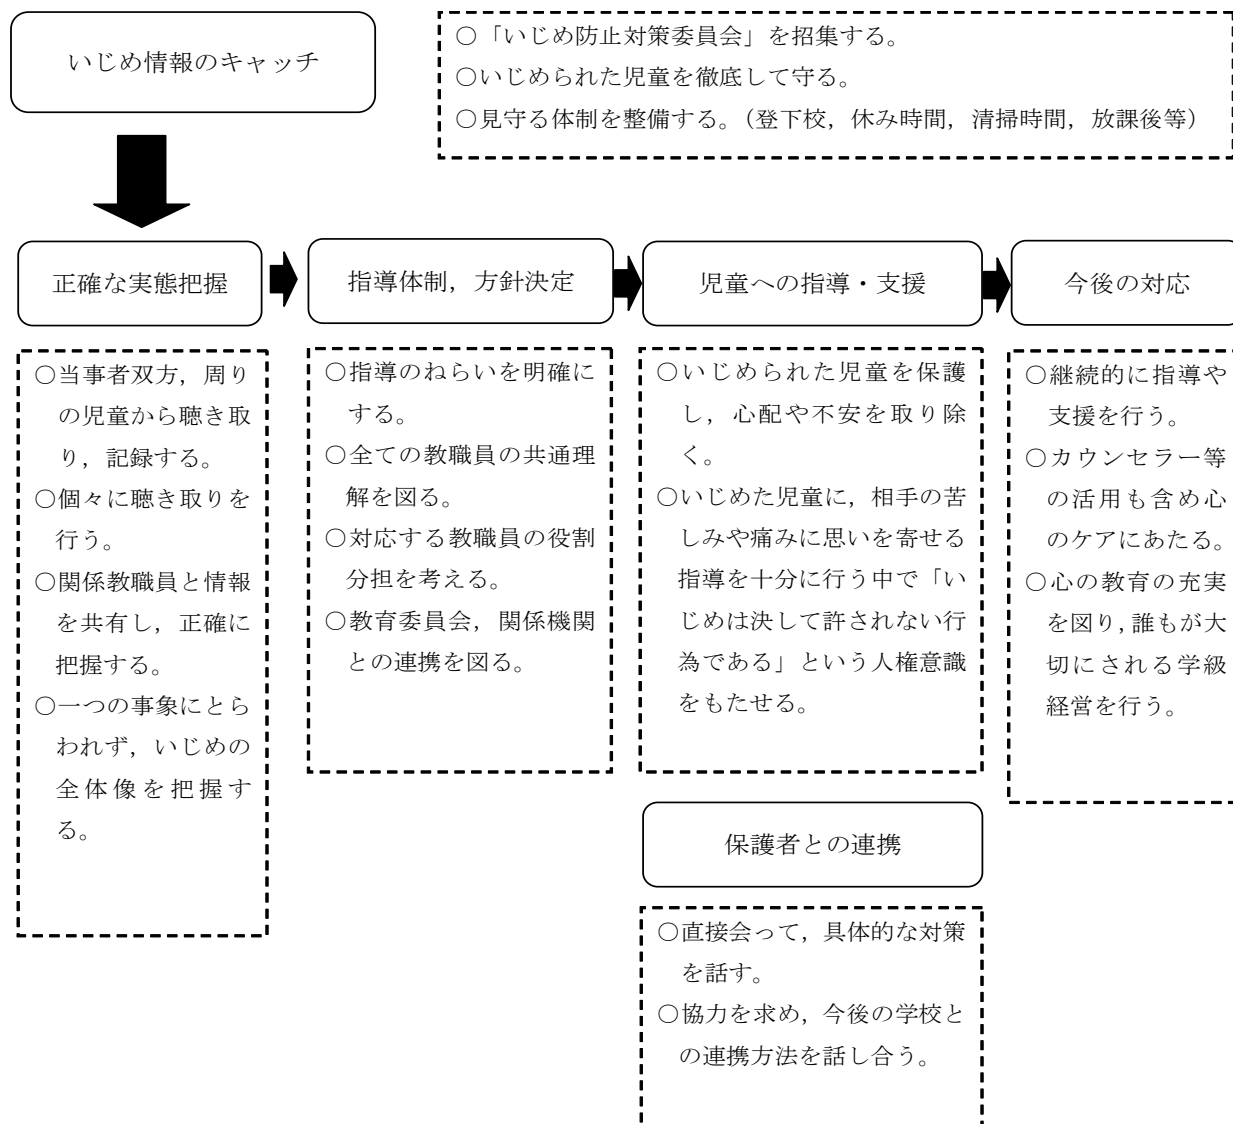 いじめ情報のキャッチ
○「いじめ防止対策委員会」を招集する。
○いじめられた児童を徹底して守る。
○見守る体制を整備する。（登下校，休み時間，清掃時間，放課後等）
正確な実態把握
○当事者双方，周り
の児童から聴き取
り，記録する。
○個々に聴き取りを
行う。
○関係教職員と情報
を共有し，正確に
把握する。
○一つの事象にとら
われず，いじめの
全体像を把握す
る。
指導体制，方針決定
○指導のねらいを明確に
する。
○全ての教職員の共通理
解を図る。
○対応する教職員の役割
分担を考える。
○教育委員会，関係機関
との連携を図る。
児童への指導・支援
○いじめられた児童を保護
し，心配や不安を取り除
く。
○いじめた児童に，相手の苦
しみや痛みに思いを寄せる
指導を十分に行う中で「い
じめは決して許されない行
為である」という人権意識
をもたせる。
保護者との連携
○直接会って，具体的な対策
を話す。
○協力を求め，今後の学校と
の連携方法を話し合う。
今後の対応
○継続的に指導や
支援を行う。
○カウンセラー等
の活用も含め心
のケアにあたる。
○心の教育の充実
を図り，誰もが大
切にされる学級
経営を行う。